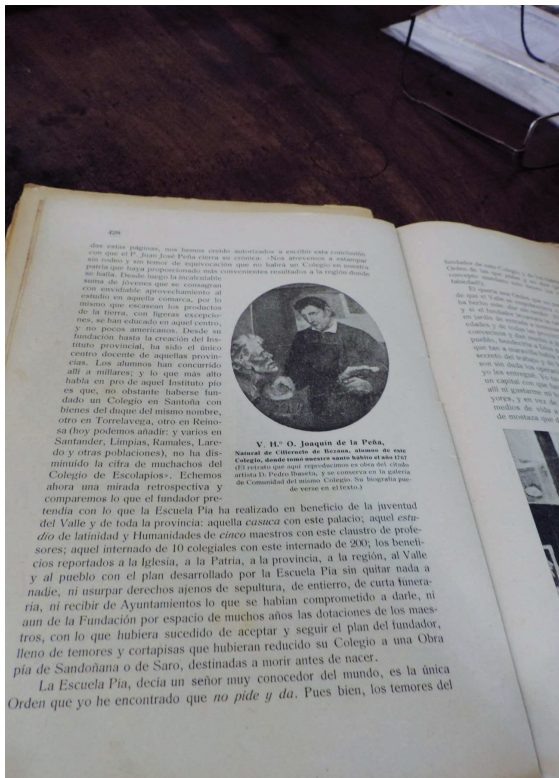 428
das estas páginas, nos hemos creído autorizados a escribir esta conclusión
con que el P. Juan José Peña cierra su crónica: «Nos atrevemos a estampar
sin rodeo y sin temor de equivocación que no habrá un Colegio en nuestra
patria que haya proporcionado más convenientes resultados a la región donde
se halla. Desde luego la incalculable
suma de jóvenes que se consagran
con envidiable aprovechamiento al
estudio en aquella comarca, por lo
mismo que escasean los productos
de la tierra, con ligeras excepcio-
nes, se han educado en aquel centro,
y no pocos americanos. Desde su
fundación hasta la creación del Ins-
tituto provincial, ha sido el único
centro docente de aquellas provin-
cias. Los alumnos han concurrido
allí a millares; y lo que más alto
habla en pro de aquel Instituto pío
es que, no obstante haberse fun-
dado un Colegio en Santoña con
bienes del duque del mismo nombre,
otro en Torrelavega, otro en Reino-
sa (hoy podemos añadir: y varios en
Santander, Limpias, Ramales, Lare-
do y otras poblaciones), no ha dis-
minuído la cifra de muchachos del
Colegio de Escolapios». Echemos
ahora una mirada retrospectiva y
comparemos lo que el fundador pre-
V. H.º O. Joaquín de la Peña,
Natural de Cilleruelo de Bezana, alumno de este
Colegio, donde tomó nuestro santo hábito el año 1767
(El retrato que aquí reproducimos es obra del citado
artista D. Pedro Ibaseta, y se conserva en la galería
de Comunidad del mismo Colegio. Su biografía pue-
de verse en el texto.)
tendía con lo que la Escuela Pía ha realizado en beneficio de la juventud
del Valle y de toda la provincia: aquella casuca con este palacio; aquel estu-
dio de latinidad y Humanidades de cinco maestros con este claustro de profe-
sores; aquel internado de 10 colegiales con este internado de 200; los benefi-
cios reportados a la Iglesia, a la Patria, a la provincia, a la región, al Valle
y al pueblo con el plan desarrollado por la Escuela Pía sin quitar nada a
nadie, ni usurpar derechos ajenos de sepultura, de entierro, de curta funera-
ria, ni recibir de Ayuntamientos lo que se habían comprometido a darle, ni
aun de la Fundación por espacio de muchos años las dotaciones de los maes-
tros, con lo que hubiera sucedido de aceptar y seguir el plan del fundador,
lleno de temores y cortapisas que hubieran reducido su Colegio a una Obra
pía de Sandoñana o de Saro, destinadas a morir antes de nacer.
La Escuela Pía, decía un señor muy conocedor del mundo, es la única
Orden que yo he encontrado que no pide y da. Pues bien, los temores del